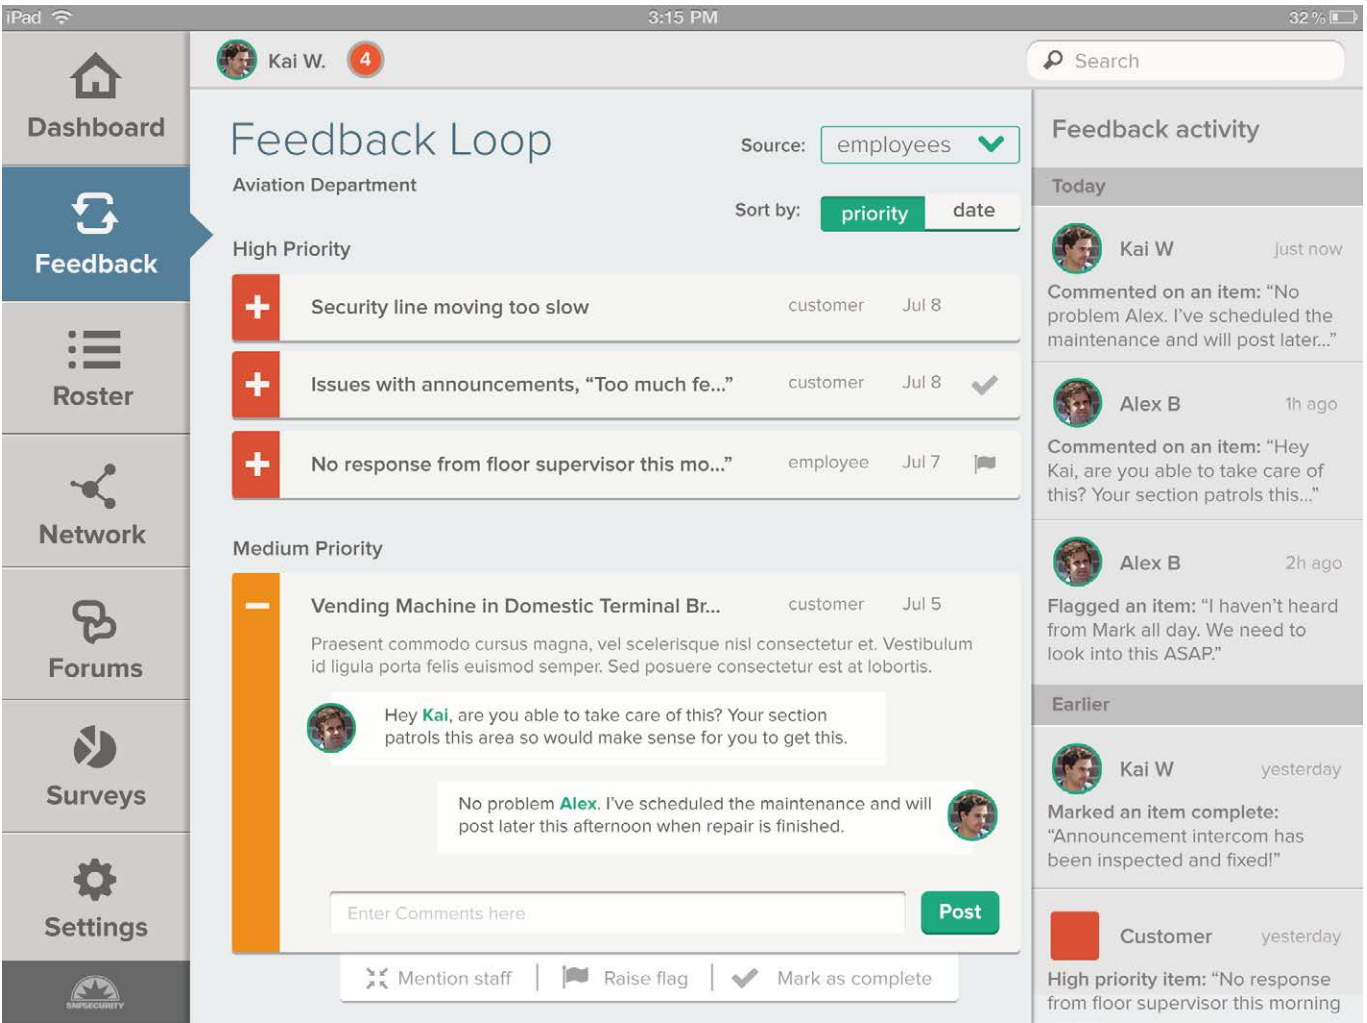 iPad 3:15 PM 32%
Kai W. 4
Search
Dashboard
Feedback
Roster
Network
Forums
Surveys
Settings
SNPSECURITY
Feedback Loop
Aviation Department
Source: employees
Sort by: priority date
High Priority
Security line moving too slow customer Jul 8
Issues with announcements, “Too much fe...” customer Jul 8
No response from floor supervisor this mo...” employee Jul 7
Medium Priority
Vending Machine in Domestic Terminal Br... customer Jul 5
Praesent commodo cursus magna, vel scelerisque nisl consectetur et. Vestibulum
id ligula porta felis euismod semper. Sed posuere consectetur est at lobortis.
Hey Kai, are you able to take care of this? Your section
patrols this area so would make sense for you to get this.
No problem Alex. I’ve scheduled the maintenance and will
post later this afternoon when repair is finished.
Enter Comments here
Post
Mention staff Raise flag Mark as complete
Feedback activity
Today
Kai W just now
Commented on an item: “No
problem Alex. I’ve scheduled the
maintenance and will post later...”
Alex B 1h ago
Commented on an item: “Hey
Kai, are you able to take care of
this? Your section patrols this...”
Alex B 2h ago
Flagged an item: “I haven’t heard
from Mark all day. We need to
look into this ASAP.”
Earlier
Kai W yesterday
Marked an item complete:
“Announcement intercom has
been inspected and fixed!”
Customer yesterday
High priority item: “No response
from floor supervisor this morning